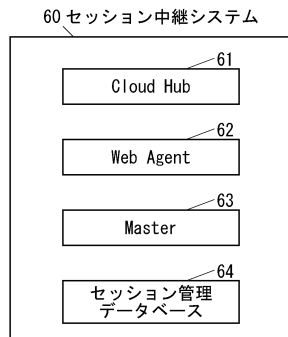 60 セッション中継システム
61
Cloud Hub
62
Web Agent
63
Master
64
セッション管理
データベース